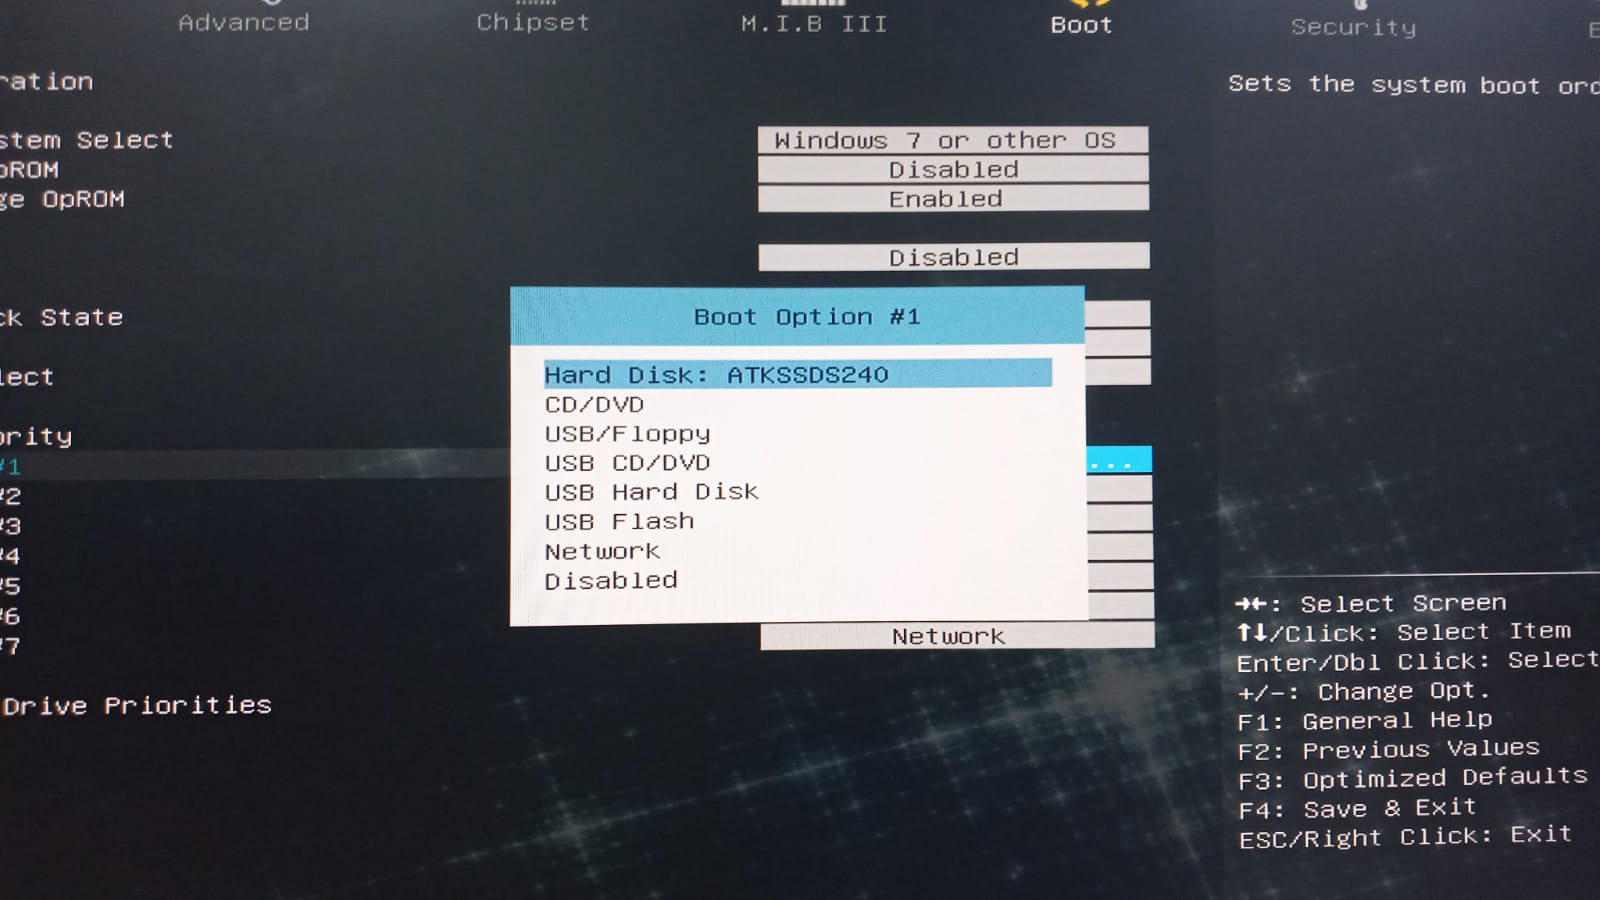 Advanced Chipset M.I.B III Boot Security
ration
Sets the system boot ord
stem Select Windows 7 or other OS
pROM Disabled
ge OpROM Enabled
Disabled
ck State
lect
ority
#1 ...
#2
#3
#4
#5
#6
#7 Network
Drive Priorities
Boot Option #1
Hard Disk: ATKSSDS240
CD/DVD
USB/Floppy
USB CD/DVD
USB Hard Disk
USB Flash
Network
Disabled
→←: Select Screen
↑↓/Click: Select Item
Enter/Dbl Click: Select
+/-: Change Opt.
F1: General Help
F2: Previous Values
F3: Optimized Defaults
F4: Save & Exit
ESC/Right Click: Exit